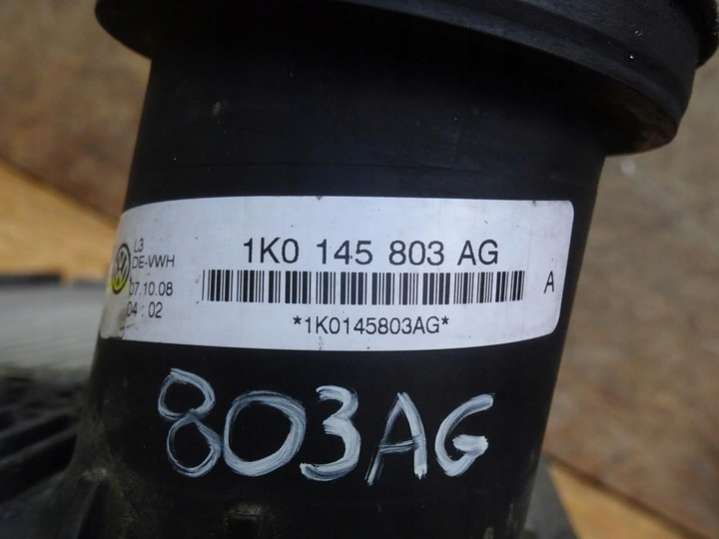 L3
DE-VWH
07.10.08
04:02
1K0 145 803 AG
A
*1K0145803AG*
803AG